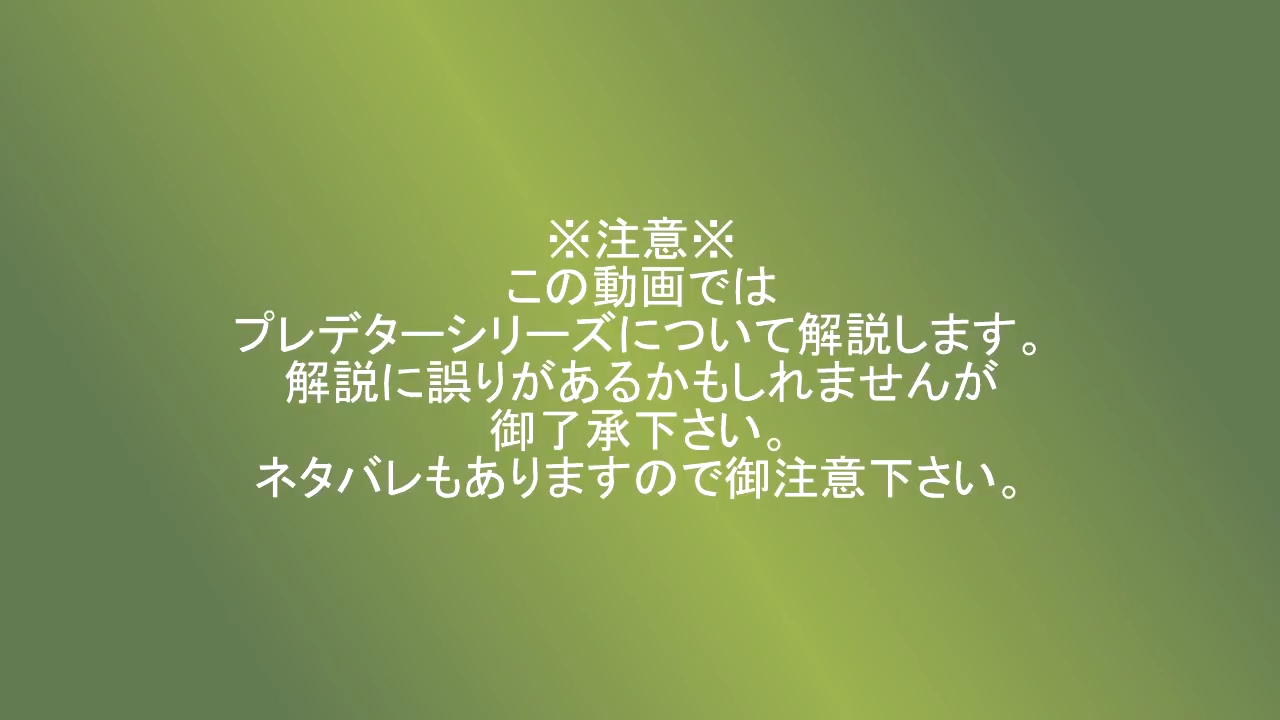 ※注意※
この動画では
プレデターシリーズについて解説します。
解説に誤りがあるかもしれませんが
御了承下さい。
ネタバレもありますので御注意下さい。